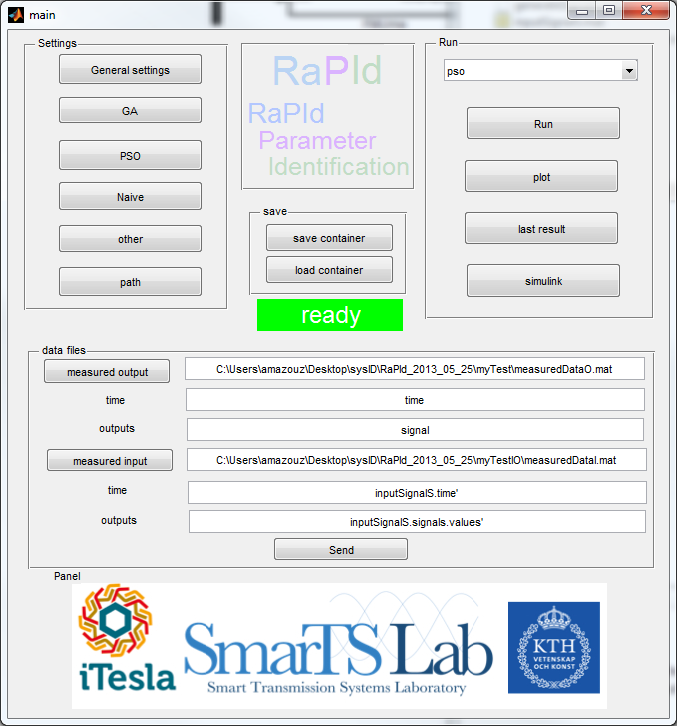 main
Settings
General settings
GA
PSO
Naive
other
path
RaPId
RaPId
Parameter
Identification
save
save container
load container
ready
Run
pso
Run
plot
last result
simulink
data files
measured output
C:\Users\amazouz\Desktop\sysID\RaPId_2013_05_25\myTest\measuredDataO.mat
time
time
outputs
signal
measured input
C:\Users\amazouz\Desktop\sysID\RaPId_2013_05_25\myTestIO\measuredDataI.mat
time
inputSignalS.time'
outputs
inputSignalS.signals.values'
Send
Panel
iTesla
SmarTS Lab
Smart Transmission Systems Laboratory
KTH
VETENSKAP
OCH KONST